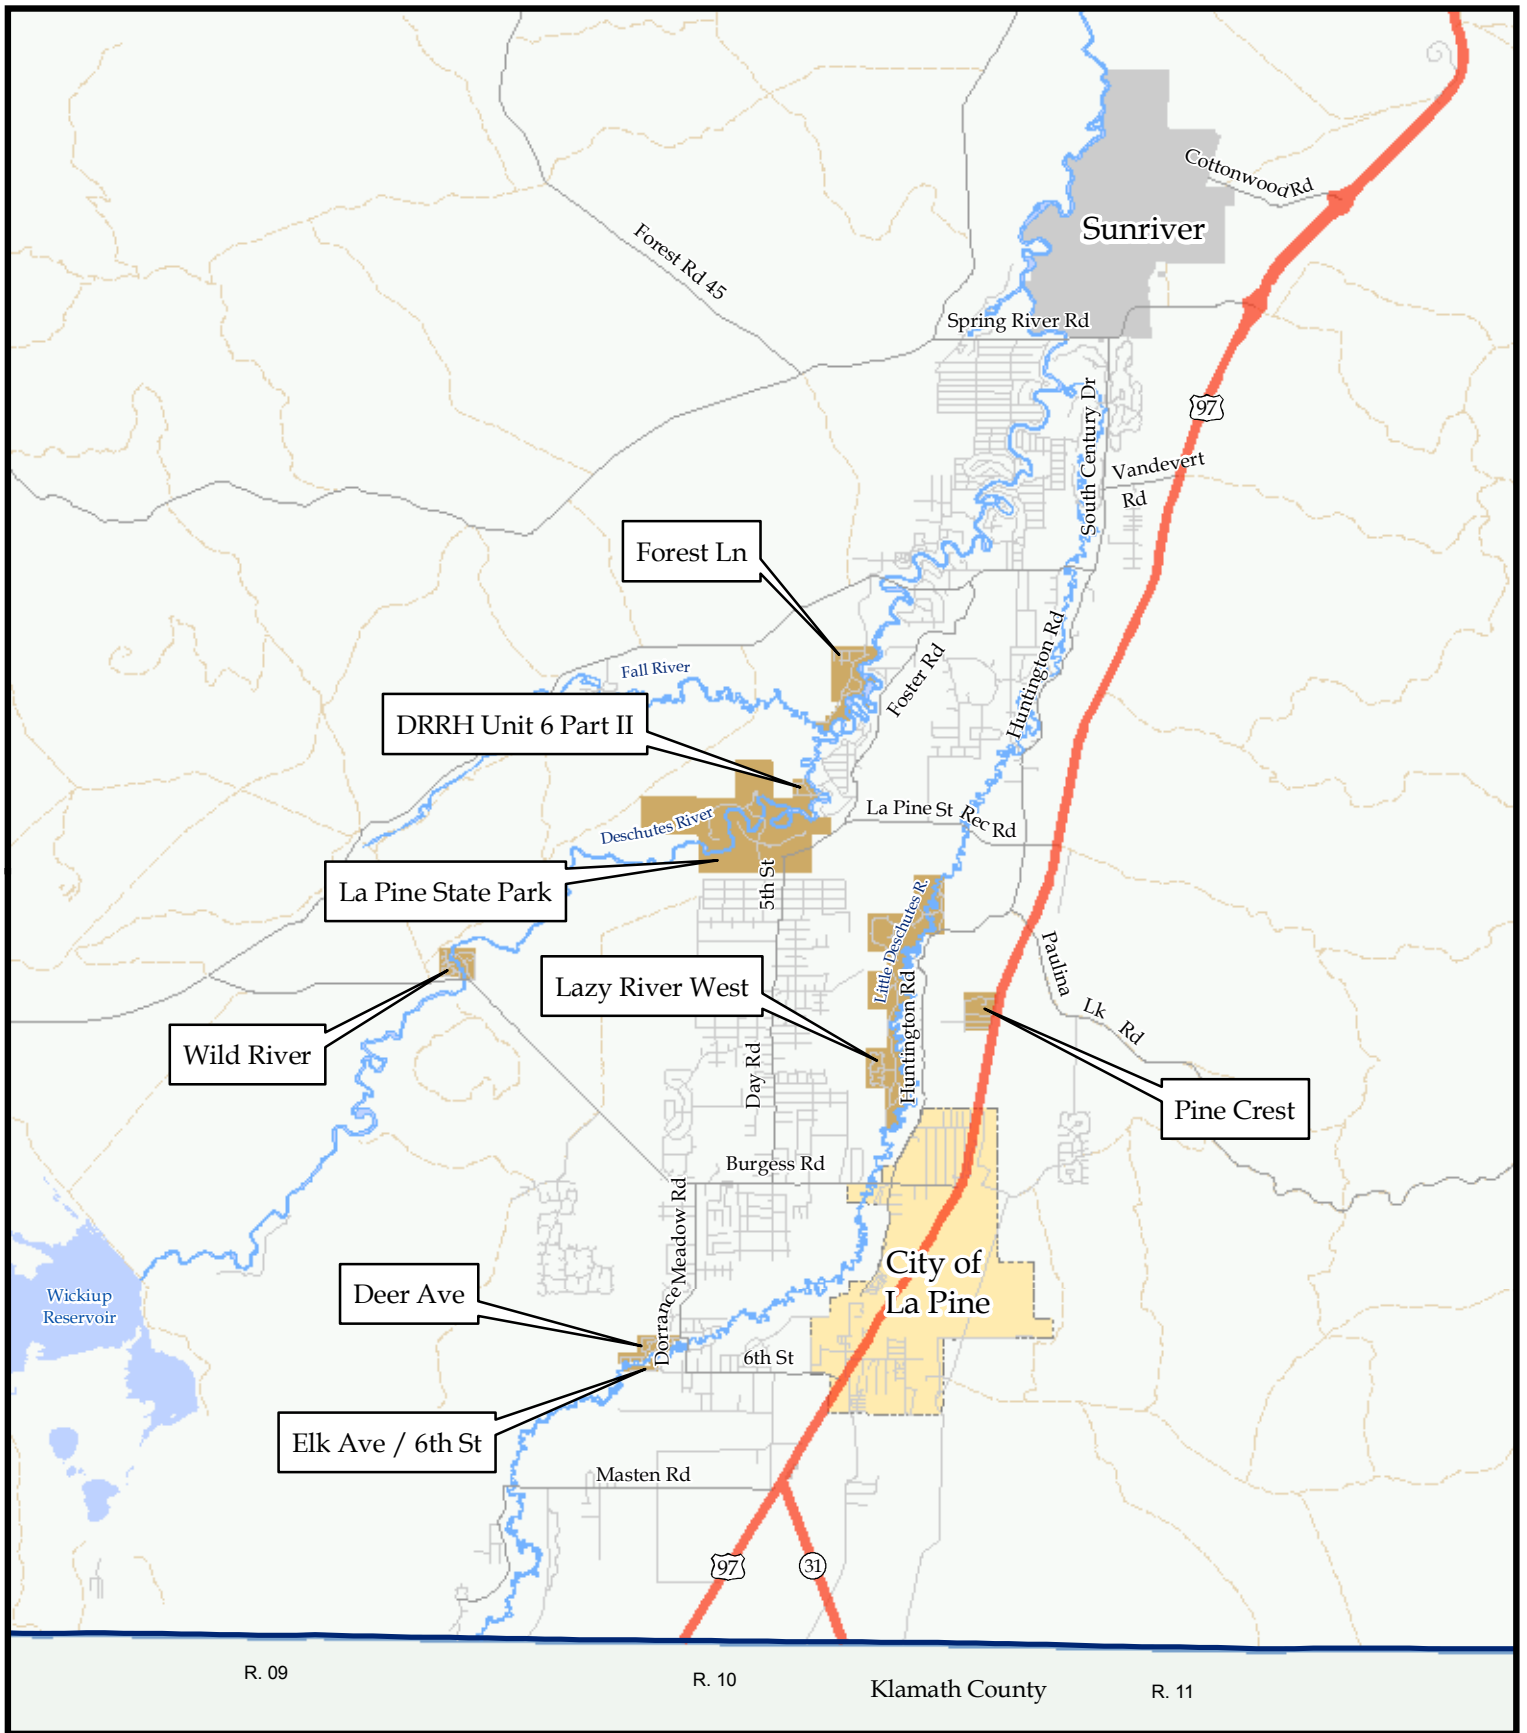 Cottonwood Rd
Sunriver
Forest Rd 45
Spring River Rd
97
South Century Dr
Vandevert
Rd
Forest Ln
Huntington Rd
Foster Rd
Fall River
DRRH Unit 6 Part II
La Pine St Rec Rd
Deschutes River
La Pine State Park
5th St
Little Deschutes R.
Paulina Lk Rd
Lazy River West
Huntington Rd
Wild River
Day Rd
Pine Crest
Burgess Rd
Dorrance Meadow Rd
City of
La Pine
Deer Ave
Wickiup
Reservoir
6th St
Elk Ave / 6th St
Masten Rd
97
31
R. 09
R. 10
Klamath County
R. 11